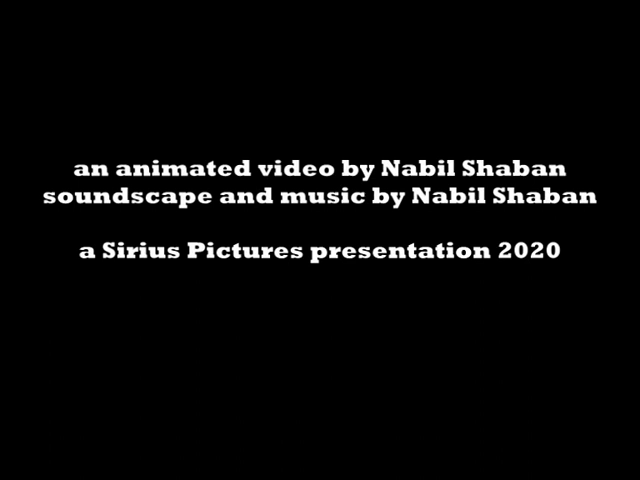 an animated video by Nabil Shaban
soundscape and music by Nabil Shaban
a Sirius Pictures presentation 2020